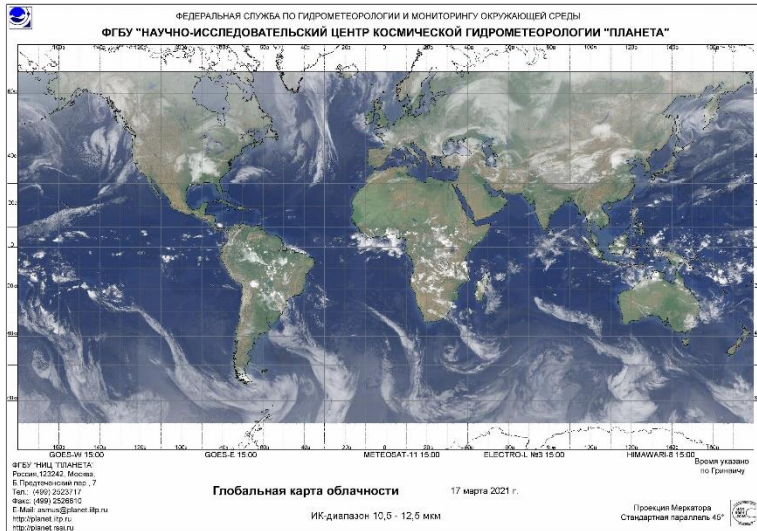 ФЕДЕРАЛЬНАЯ СЛУЖБА ПО ГИДРОМЕТЕОРОЛОГИИ И МОНИТОРИНГУ ОКРУЖАЮЩЕЙ СРЕДЫ
ФГБУ "НАУЧНО-ИССЛЕДОВАТЕЛЬСКИЙ ЦЕНТР КОСМИЧЕСКОЙ ГИДРОМЕТЕОРОЛОГИИ "ПЛАНЕТА"
GOES-W 15:00 GOES-E 15:00 METEOSAT-11 15:00 ELECTRO-L №3 15:00 HIMAWARI-8 15:00
Время указано
по Гринвичу
ФГБУ "НИЦ "ПЛАНЕТА"
Россия,123242, Москва,
Б.Предтеченский пер., 7
Тел.: (499) 2523717
Факс: (499) 2526610
E-Mail: asmus@planet.iitp.ru
http://planet.iitp.ru
http://planet.rssi.ru
Глобальная карта облачности 17 марта 2021 г.
ИК-диапазон 10,5 - 12,5 мкм
Проекция Меркатора
Стандартная параллель 45°